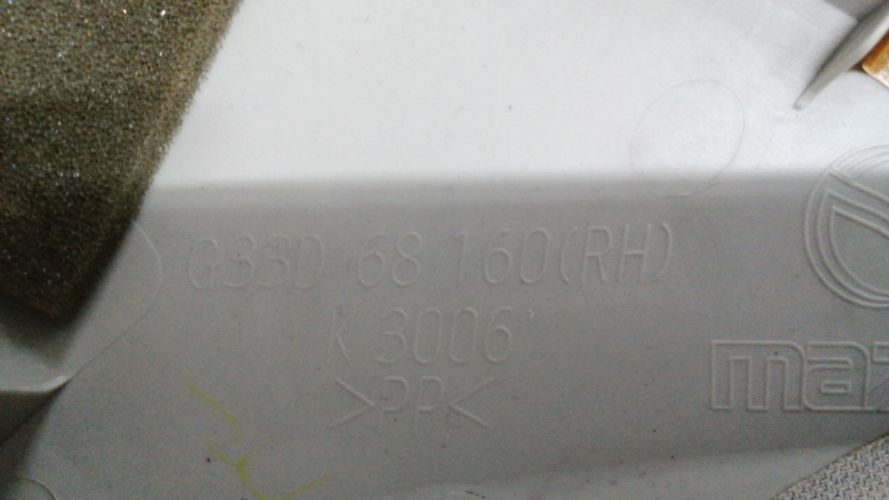 G33D 68 160(RH)
K 3006
>PP<
maz